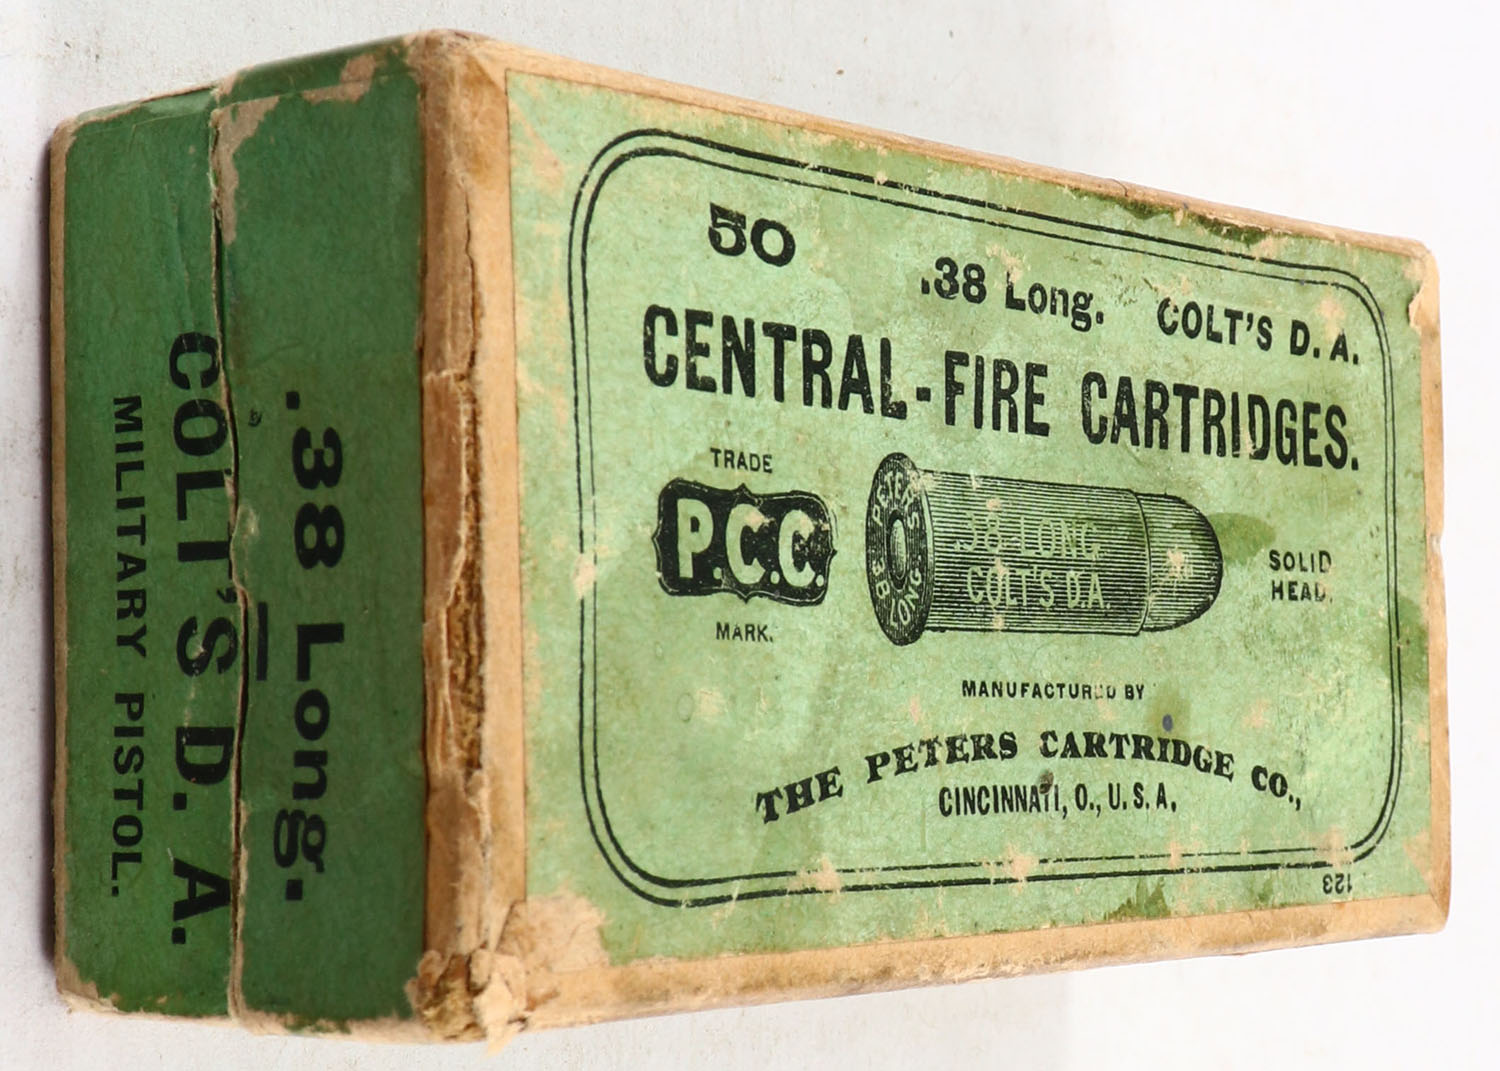 50
.38 Long. COLT'S D. A.
CENTRAL-FIRE CARTRIDGES.
TRADE
P.C.C.
MARK.
PETERS
.38 LONG
.38 LONG
COLT'S D.A.
SOLID
HEAD.
MANUFACTURED BY
THE PETERS CARTRIDGE CO.,
CINCINNATI, O., U. S. A.
123
.38 Long.
COLT'S D. A.
MILITARY PISTOL.